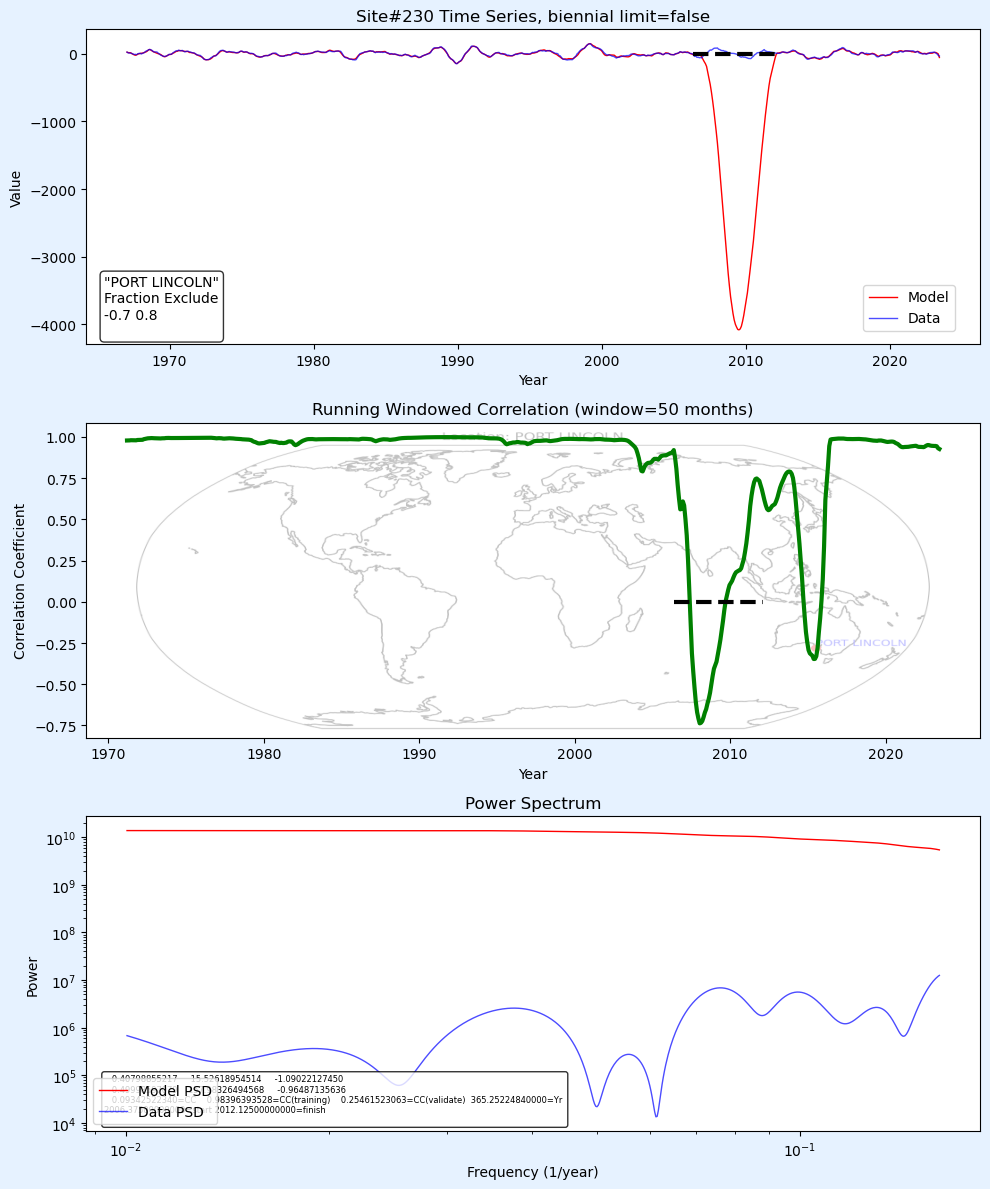 Site#230 Time Series, biennial limit=false
0
−1000
−2000
−3000
−4000
Value
"PORT LINCOLN"
Fraction Exclude
-0.7 0.8
Model
Data
1970 1980 1990 2000 2010 2020
Year
Running Windowed Correlation (window=50 months)
PORT LINCOLN
1.00
0.75
0.50
0.25
0.00
−0.25
−0.50
−0.75
Correlation Coefficient
PORT LINCOLN
1970 1980 1990 2000 2010 2020
Year
Power Spectrum
10^10
10^9
10^8
10^7
10^6
10^5
10^4
Power
15.52618954514 -1.09022127450
-0.96487135636
=CC(training) 0.25461523063=CC(validate) 365.25224840000=Yr
2012.12500000000=finish
Model PSD
Data PSD
10^−2 10^−1
Frequency (1/year)